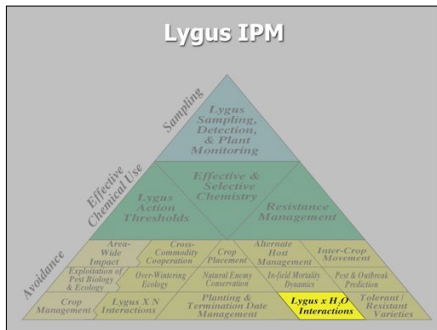 Lygus IPM
Sampling
Lygus
Sampling,
Detection,
& Plant
Monitoring
Effective
Chemical Use
Lygus
Action
Thresholds
Effective &
Selective
Chemistry
Resistance
Management
Avoidance
Area-
Wide
Impact
Cross-
Commodity
Cooperation
Crop
Placement
Alternate
Host
Management
Inter-Crop
Movement
Exploitation of
Pest Biology
& Ecology
Over-Wintering
Ecology
Natural Enemy
Conservation
In-field Mortality
Dynamics
Pest & Outbreak
Prediction
Crop
Management
Lygus X N
Interactions
Planting &
Termination Date
Management
Lygus x H₂O
Interactions
Tolerant /
Resistant
Varieties